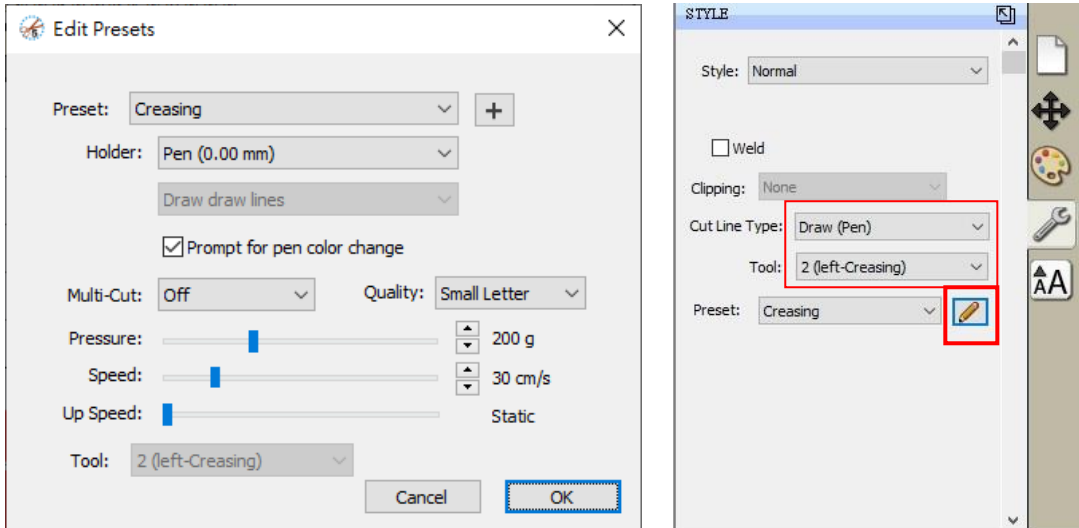 Edit Presets
Preset: Creasing
Holder: Pen (0.00 mm)
Draw draw lines
Prompt for pen color change
Multi-Cut: Off Quality: Small Letter
Pressure: 200 g
Speed: 30 cm/s
Up Speed: Static
Tool: 2 (left-Creasing)
Cancel OK
STYLE
Style: Normal
Weld
Clipping: None
Cut Line Type: Draw (Pen)
Tool: 2 (left-Creasing)
Preset: Creasing
AA